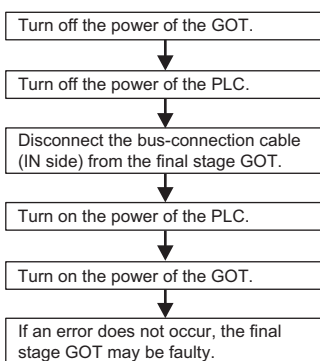 Turn off the power of the GOT.
Turn off the power of the PLC.
Disconnect the bus-connection cable
(IN side) from the final stage GOT.
Turn on the power of the PLC.
Turn on the power of the GOT.
If an error does not occur, the final
stage GOT may be faulty.